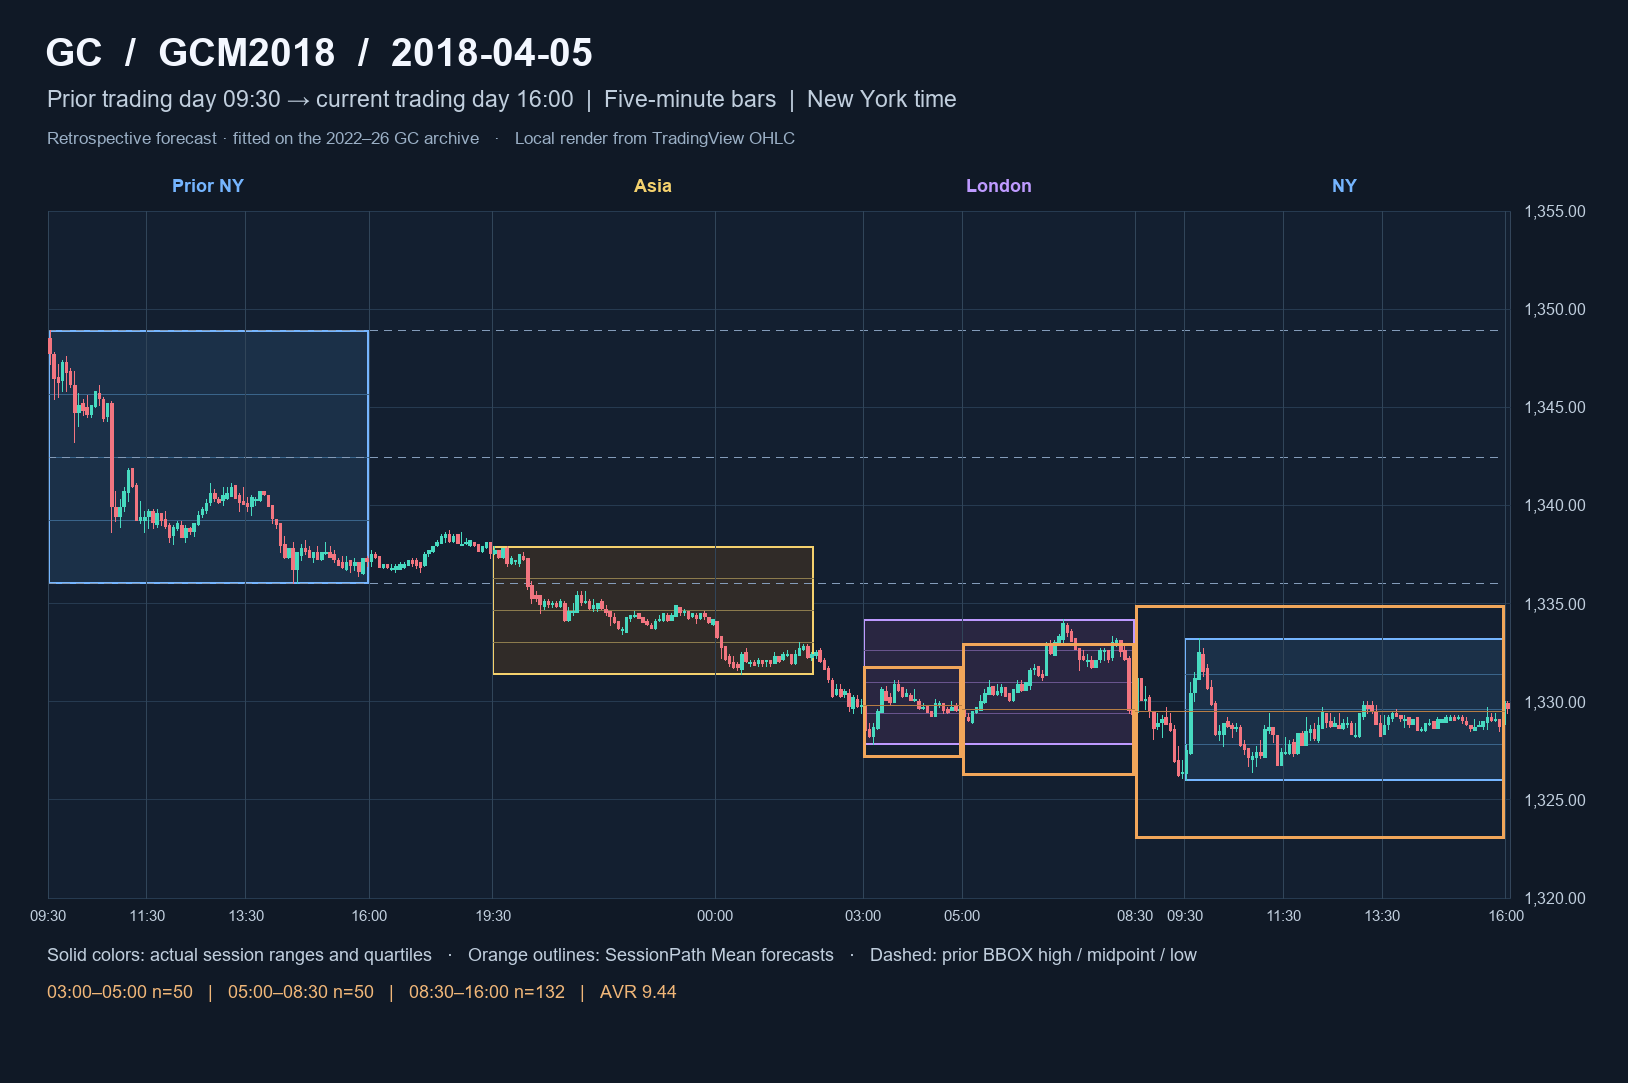 GC / GCM2018 / 2018-04-05
Prior trading day 09:30 → current trading day 16:00 | Five-minute bars | New York time
Retrospective forecast · fitted on the 2022–26 GC archive · Local render from TradingView OHLC
Prior NY Asia London NY
1,355.00
1,350.00
1,345.00
1,340.00
1,335.00
1,330.00
1,325.00
1,320.00
09:30 11:30 13:30 16:00 19:30 00:00 03:00 05:00 08:30 09:30 11:30 13:30 16:00
Solid colors: actual session ranges and quartiles · Orange outlines: SessionPath Mean forecasts · Dashed: prior BBOX high / midpoint / low
03:00–05:00 n=50 | 05:00–08:30 n=50 | 08:30–16:00 n=132 | AVR 9.44